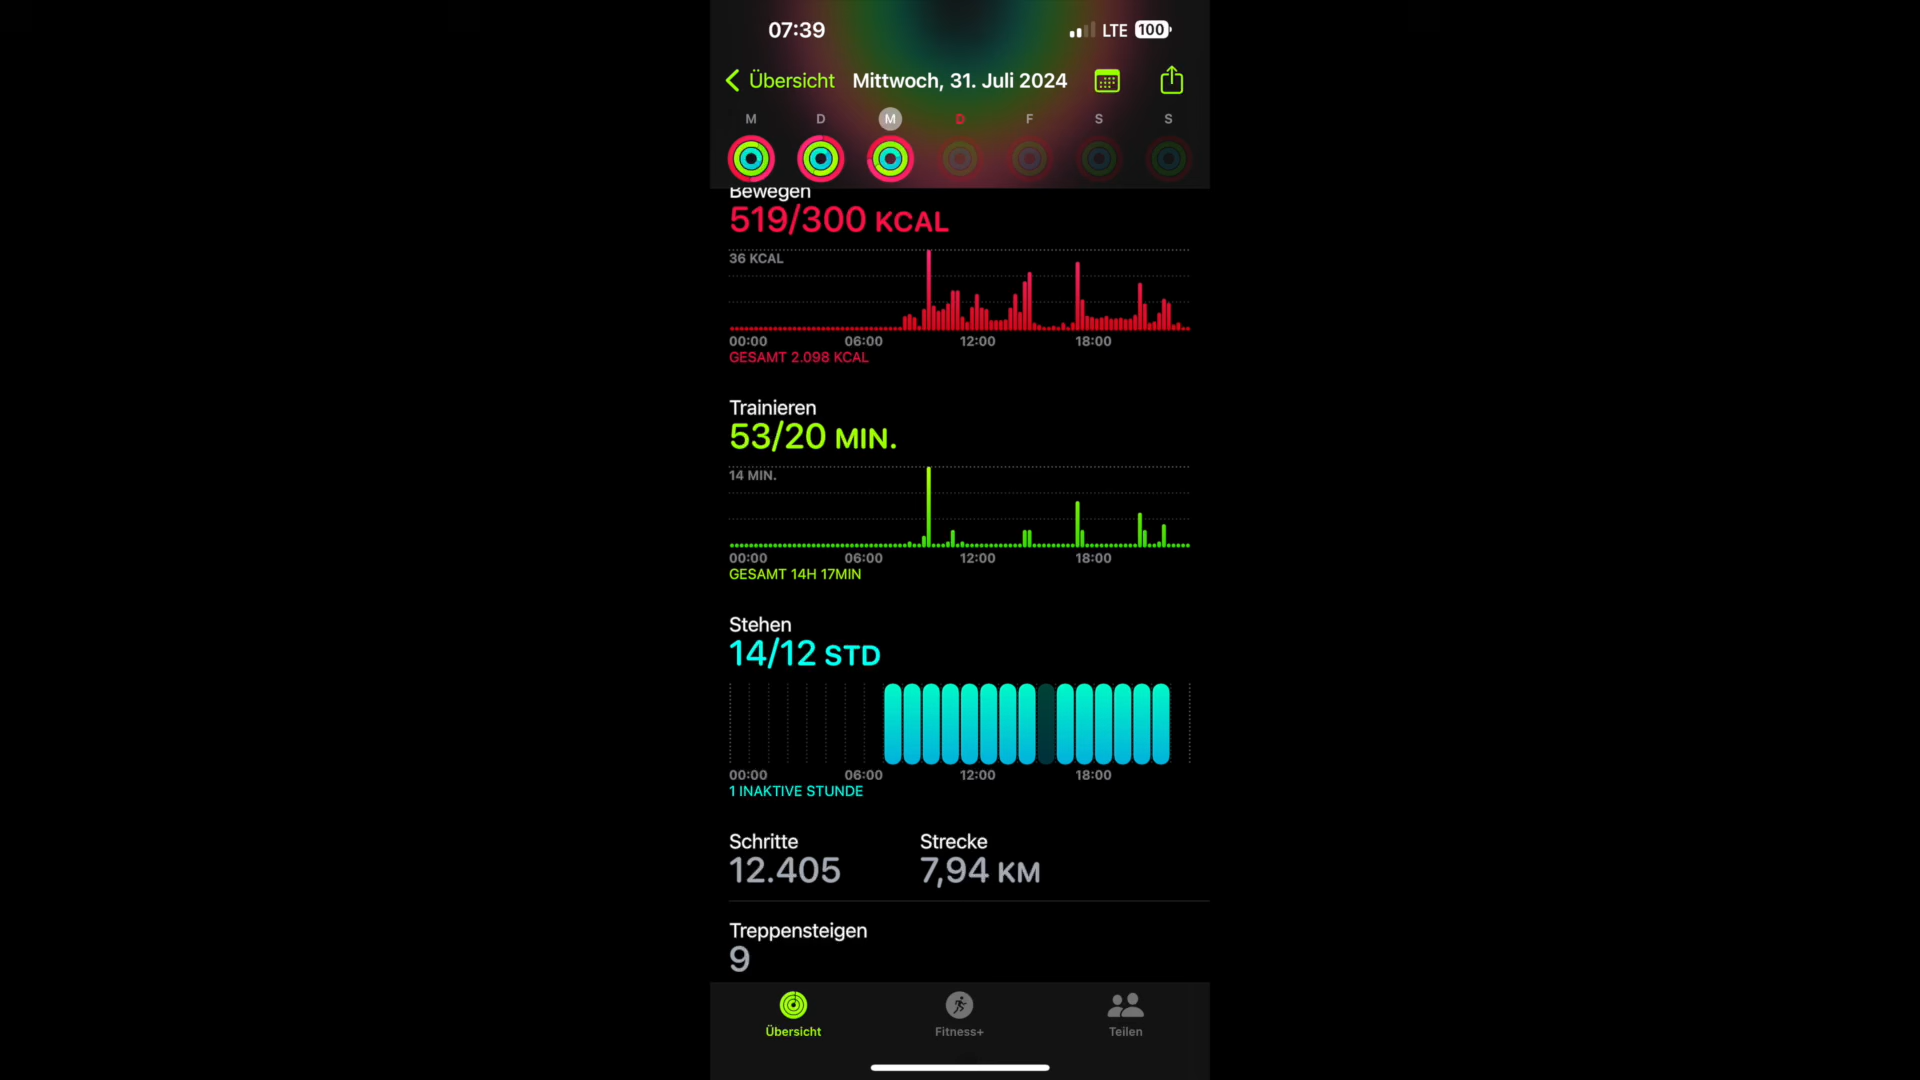 07:39 LTE 100
Übersicht Mittwoch, 31. Juli 2024
M D M D F S S
Bewegen
519/300 KCAL
36 KCAL
00:00 06:00 12:00 18:00
GESAMT 2.098 KCAL
Trainieren
53/20 MIN.
14 MIN.
00:00 06:00 12:00 18:00
GESAMT 14H 17MIN
Stehen
14/12 STD
00:00 06:00 12:00 18:00
1 INAKTIVE STUNDE
Schritte Strecke
12.405 7,94 KM
Treppensteigen
9
Übersicht Fitness+ Teilen